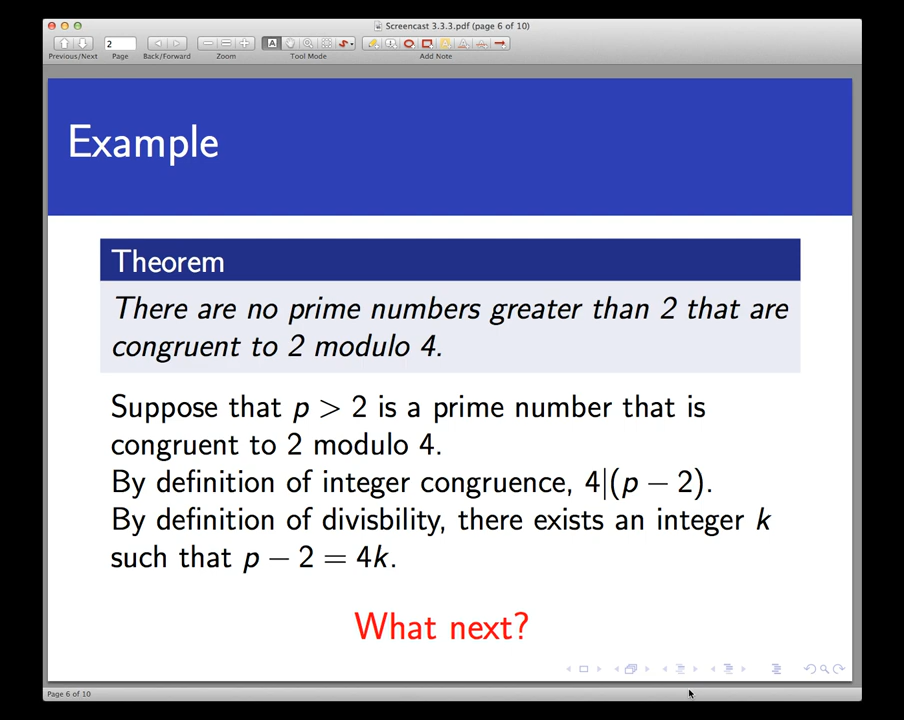 Screencast 3.3.3.pdf (page 6 of 10)
2
Previous/Next Page Back/Forward Zoom Tool Mode Add Note
Example
Theorem
There are no prime numbers greater than 2 that are
congruent to 2 modulo 4.
Suppose that p > 2 is a prime number that is
congruent to 2 modulo 4.
By definition of integer congruence, 4|(p − 2).
By definition of divisbility, there exists an integer k
such that p − 2 = 4k.
What next?
Page 6 of 10